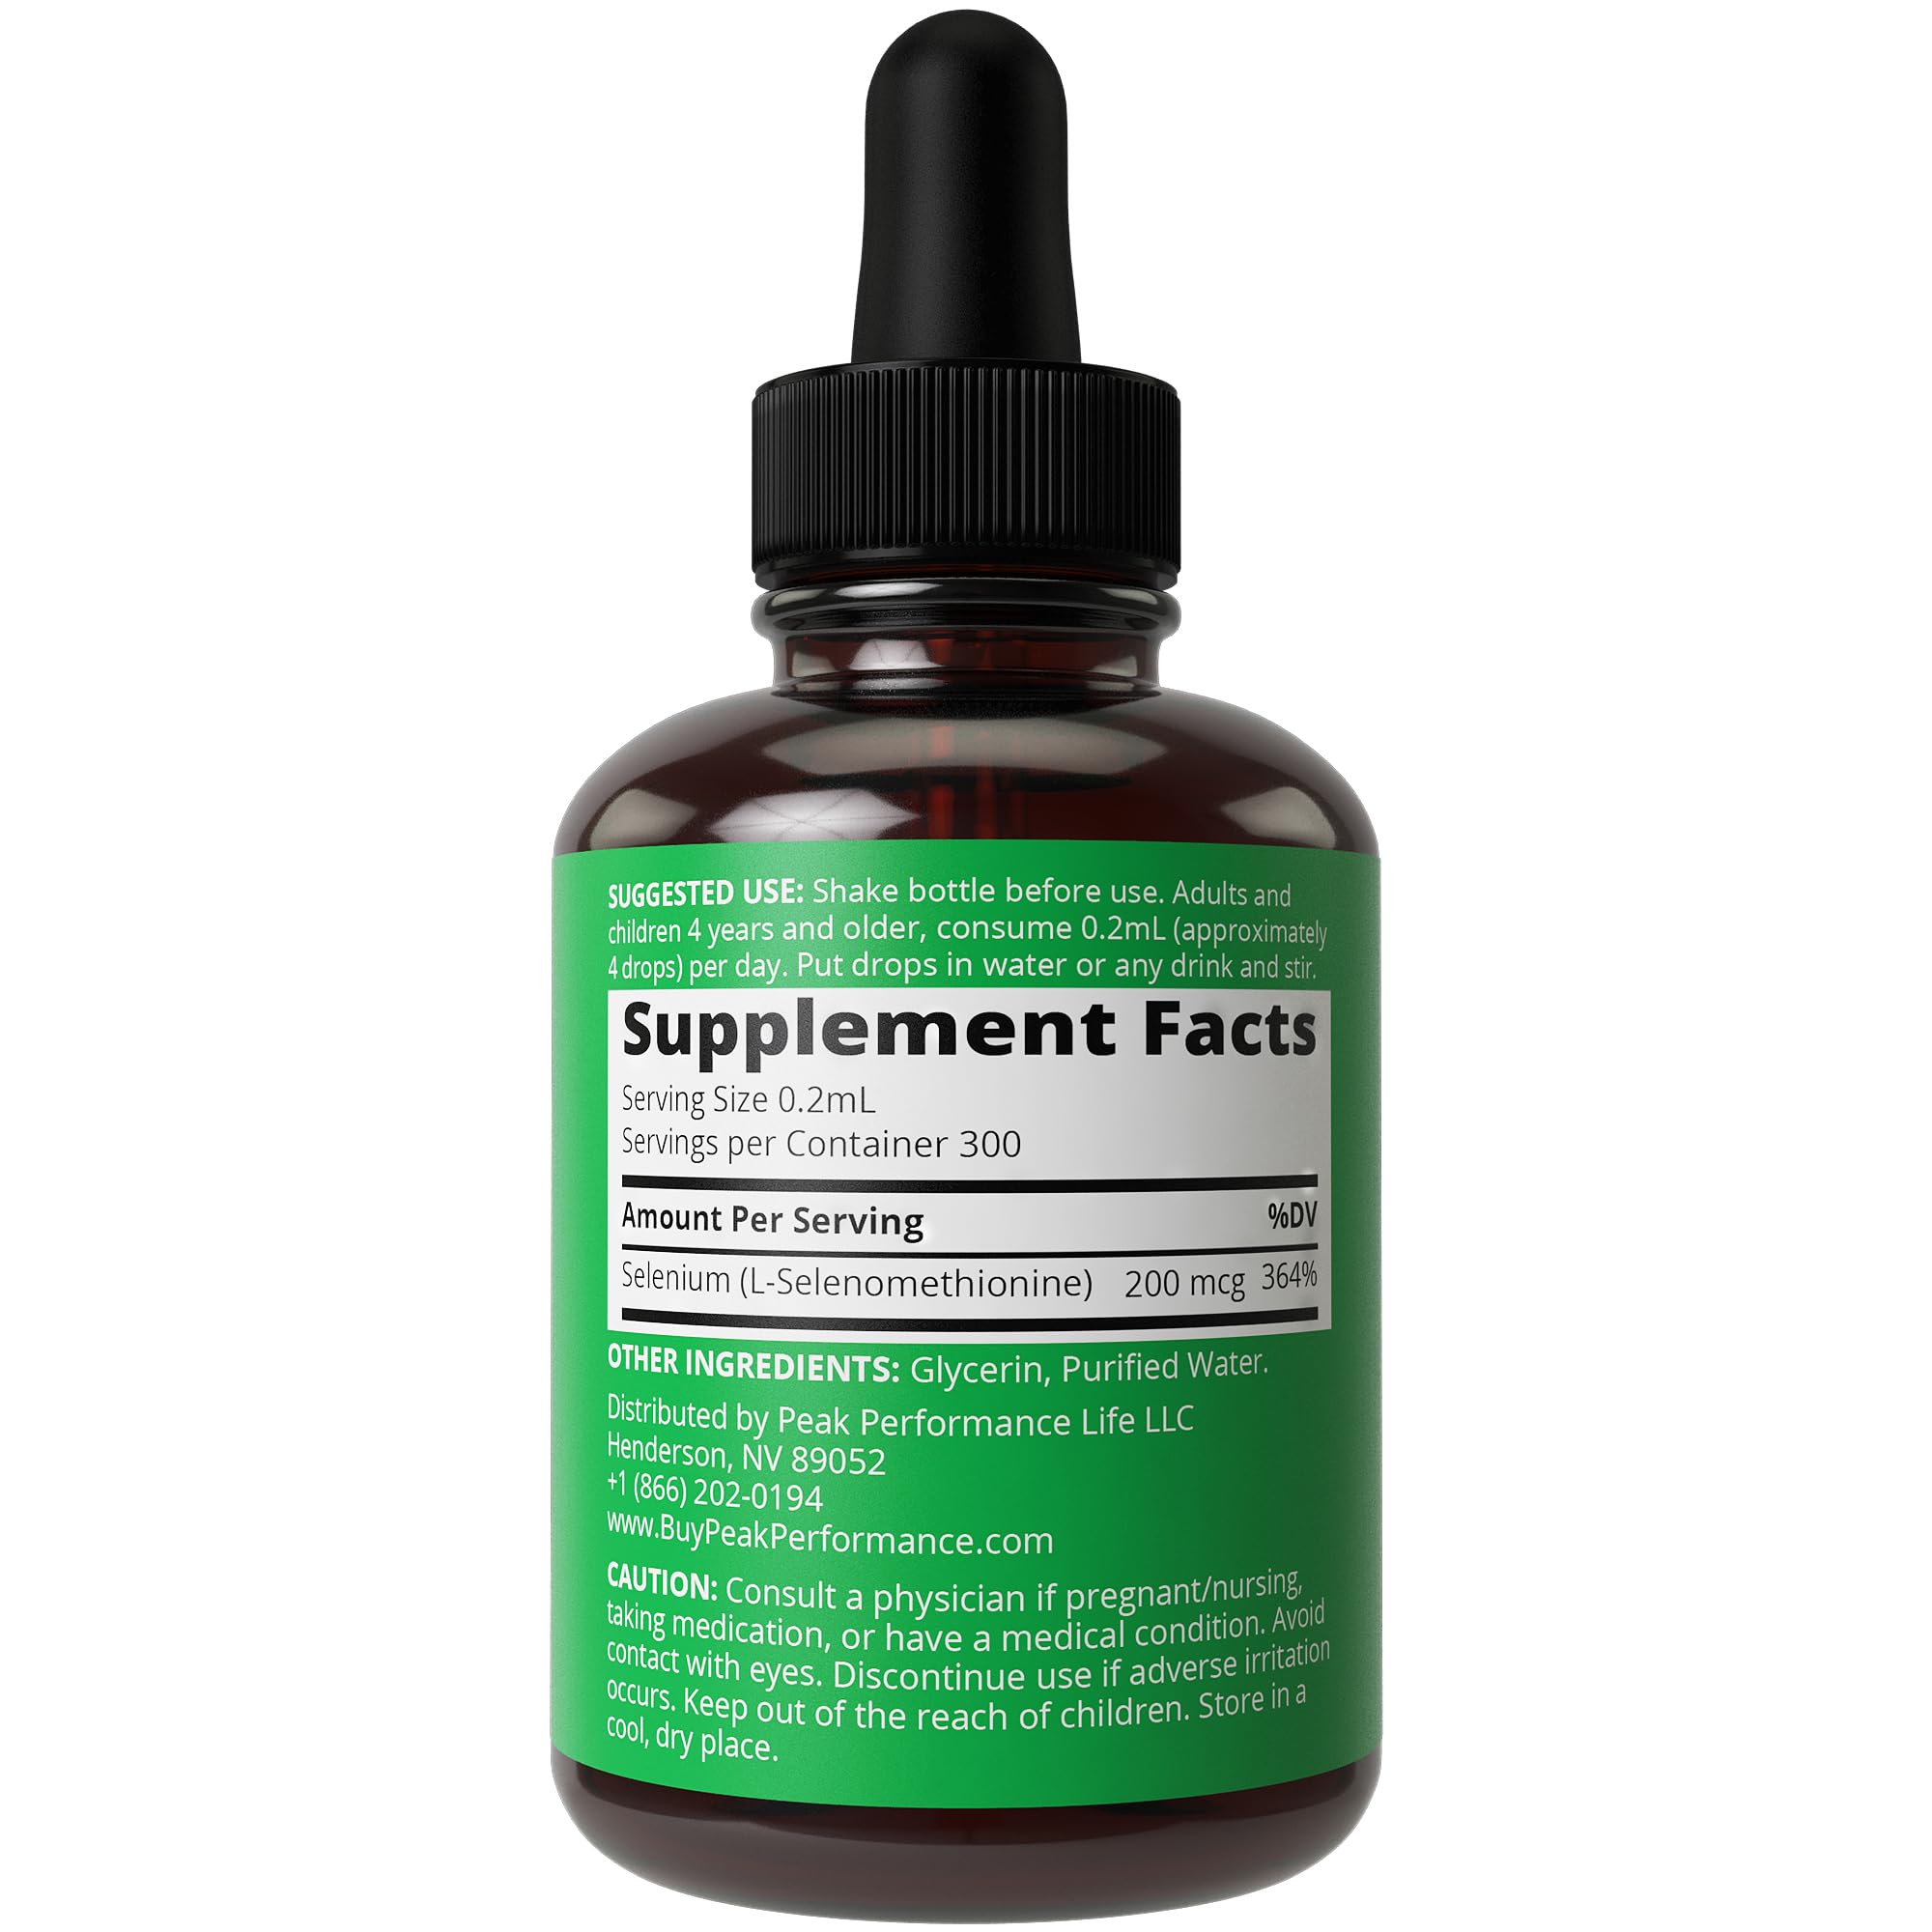 SUGGESTED USE: Shake bottle before use. Adults and
children 4 years and older, consume 0.2mL (approximately
4 drops) per day. Put drops in water or any drink and stir.
Supplement Facts
Serving Size 0.2mL
Servings per Container 300
Amount Per Serving %DV
Selenium (L-Selenomethionine) 200 mcg 364%
OTHER INGREDIENTS: Glycerin, Purified Water.
Distributed by Peak Performance Life LLC
Henderson, NV 89052
+1 (866) 202-0194
www.BuyPeakPerformance.com
CAUTION: Consult a physician if pregnant/nursing,
taking medication, or have a medical condition. Avoid
contact with eyes. Discontinue use if adverse irritation
occurs. Keep out of the reach of children. Store in a
cool, dry place.